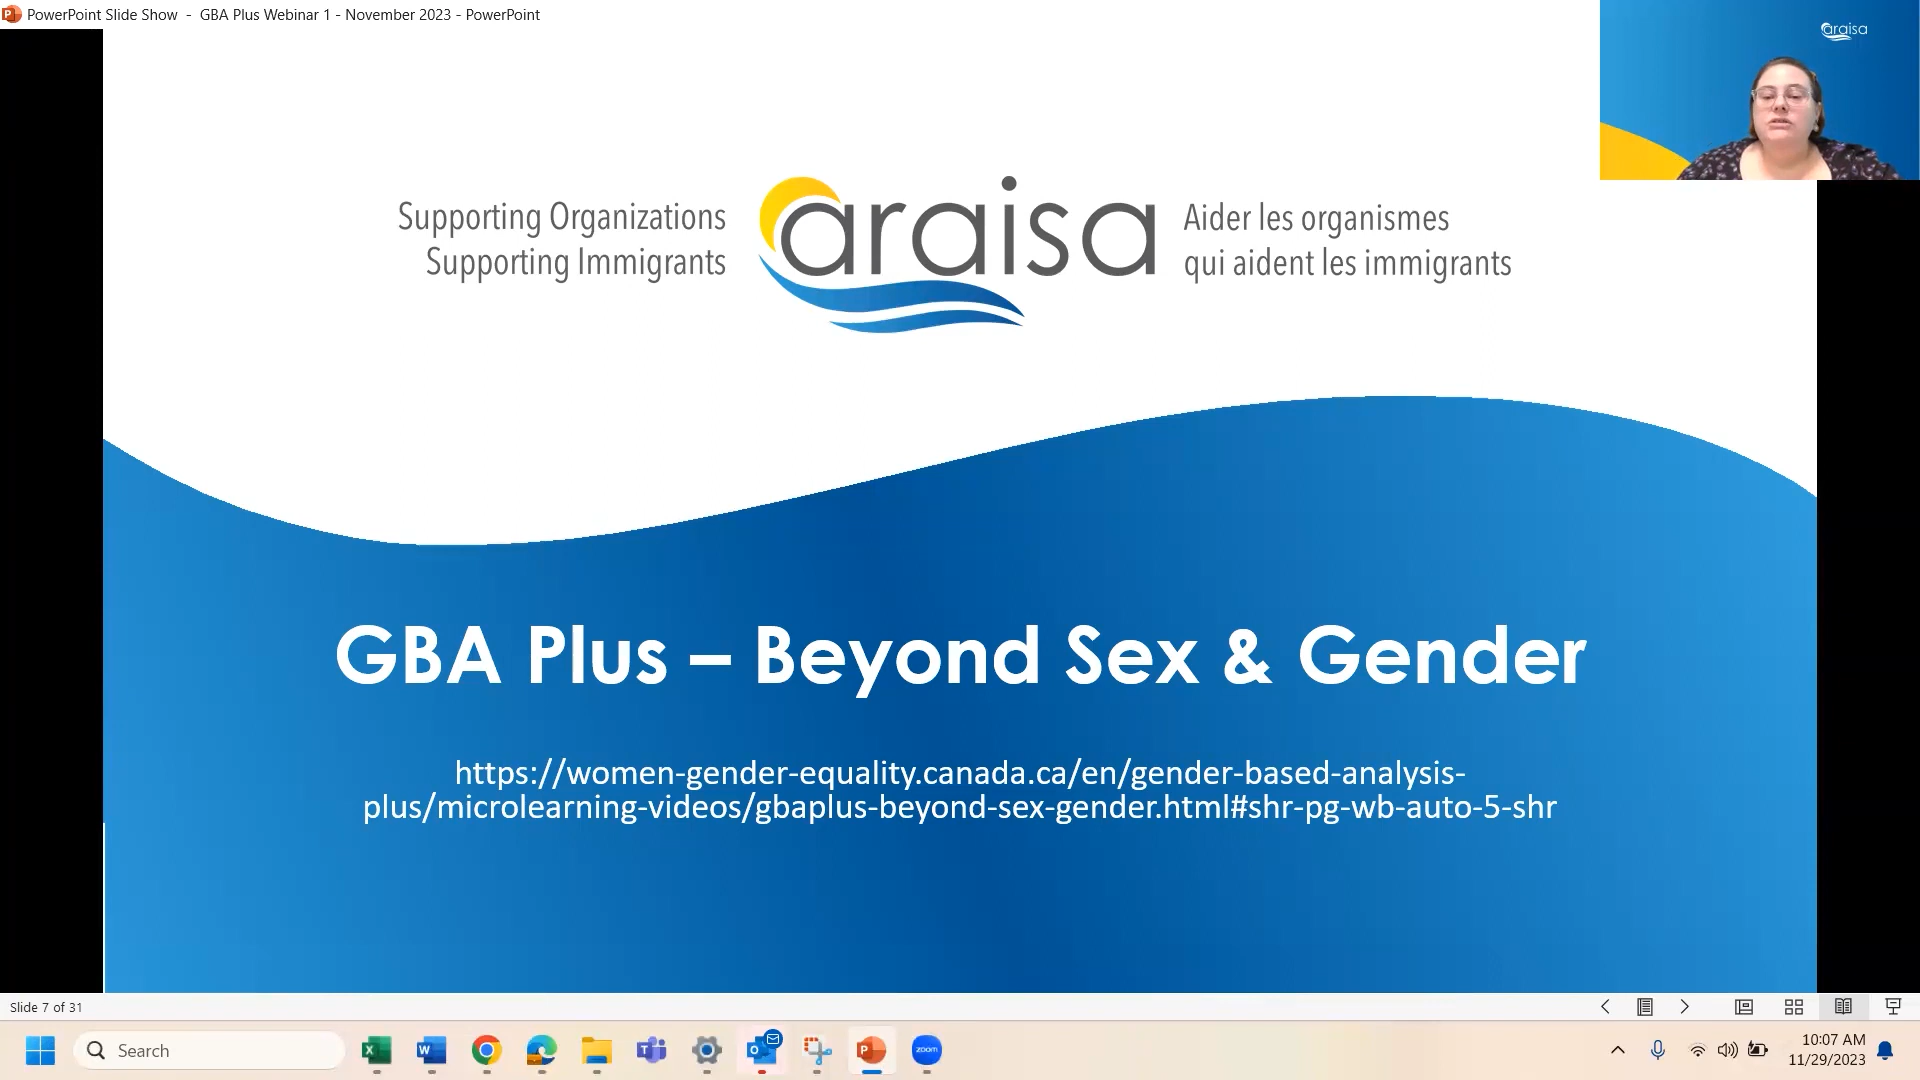 PowerPoint Slide Show - GBA Plus Webinar 1 - November 2023 - PowerPoint
araisa
Supporting Organizations
Supporting Immigrants
araisa
Aider les organismes
qui aident les immigrants
GBA Plus – Beyond Sex & Gender
https://women-gender-equality.canada.ca/en/gender-based-analysis-
plus/microlearning-videos/gbaplus-beyond-sex-gender.html#shr-pg-wb-auto-5-shr
Slide 7 of 31
Search
zoom
10:07 AM
11/29/2023